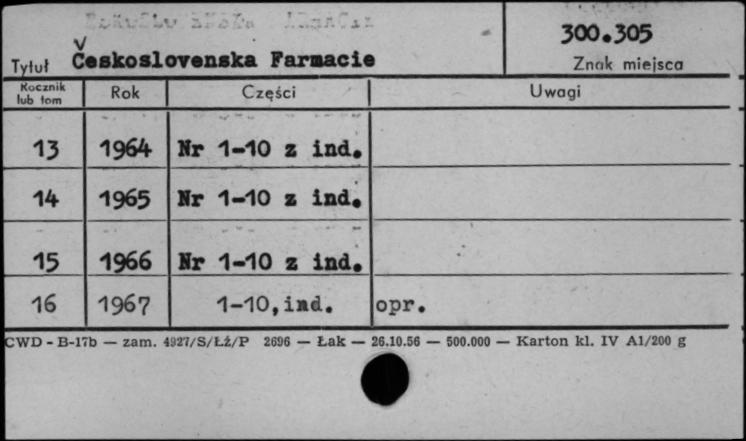 300.305
Tytuł Československa Farmacie
Znak miejsca
Rocznik lub tom Rok Części Uwagi
13 1964 Nr 1-10 z ind.
14 1965 Nr 1-10 z ind.
15 1966 Nr 1-10 z ind.
16 1967 1-10,ind. opr.
CWD - B-17b — zam. 4927/S/Łź/P 2696 — Łak — 26.10.56 — 500.000 — Karton kl. IV A1/200 g